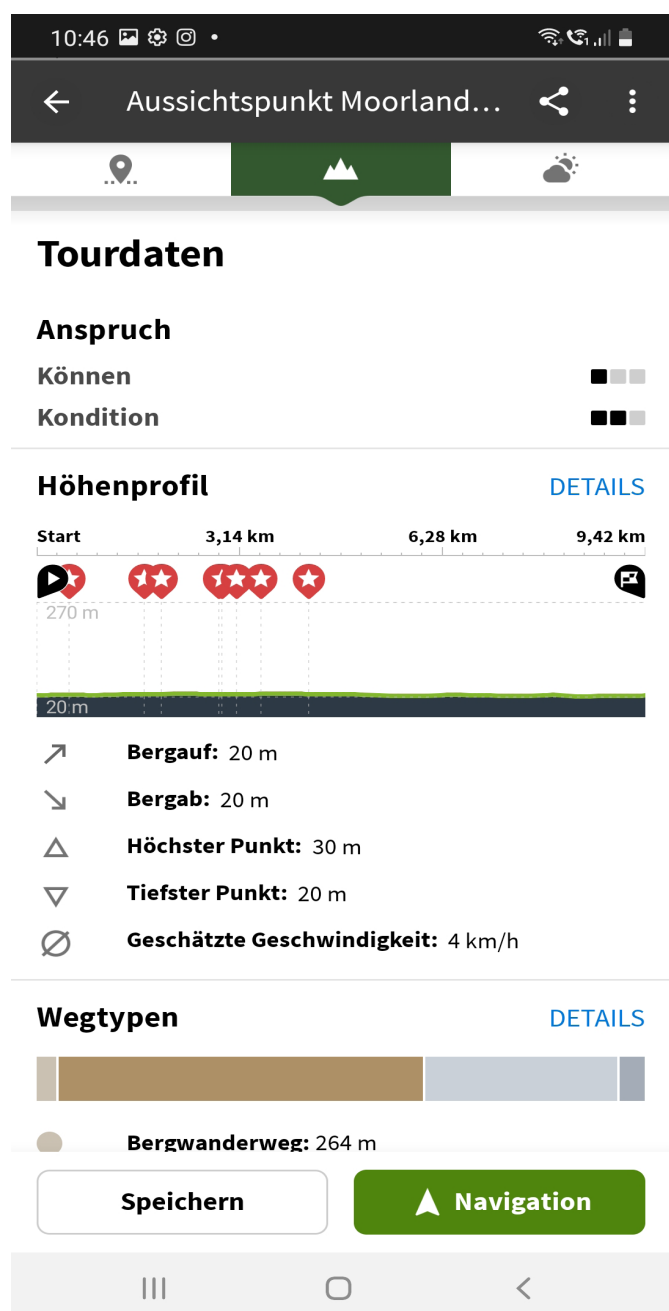 10:46
Aussichtspunkt Moorland...
Tourdaten
Anspruch
Können
Kondition
Höhenprofil DETAILS
Start 3,14 km 6,28 km 9,42 km
270 m
20 m
Bergauf: 20 m
Bergab: 20 m
Höchster Punkt: 30 m
Tiefster Punkt: 20 m
Geschätzte Geschwindigkeit: 4 km/h
Wegtypen DETAILS
Bergwanderweg: 264 m
Speichern Navigation